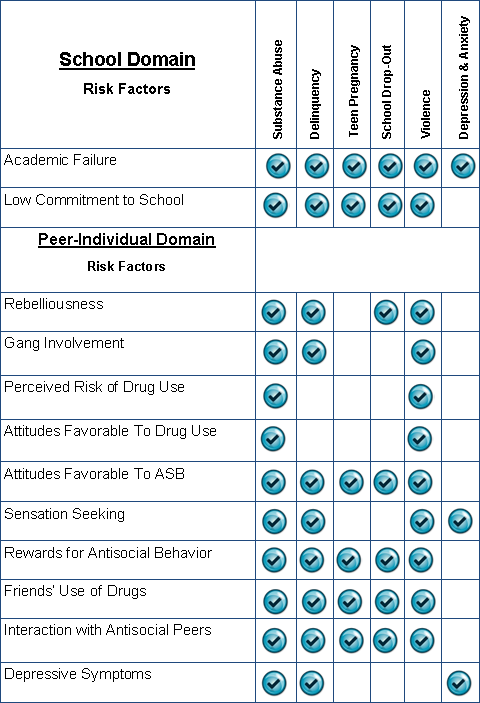 School Domain
Risk Factors
Substance Abuse
Delinquency
Teen Pregnancy
School Drop-Out
Violence
Depression & Anxiety
Academic Failure
Low Commitment to School
Peer-Individual Domain
Risk Factors
Rebelliousness
Gang Involvement
Perceived Risk of Drug Use
Attitudes Favorable To Drug Use
Attitudes Favorable To ASB
Sensation Seeking
Rewards for Antisocial Behavior
Friends' Use of Drugs
Interaction with Antisocial Peers
Depressive Symptoms